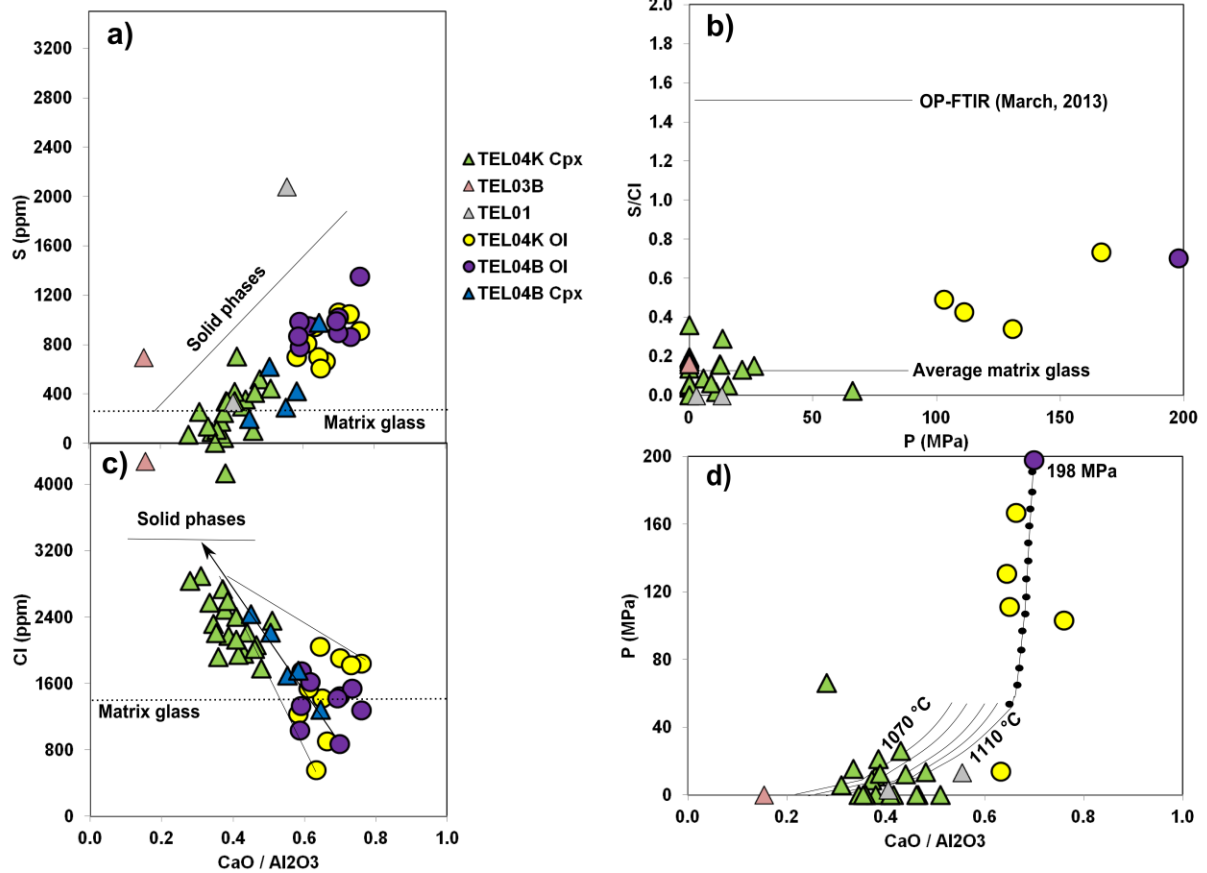 a)
3200
2800
2400
2000
1600
1200
800
400
0
S (ppm)
Solid phases
Matrix glass
TEL04K Cpx
TEL03B
TEL01
TEL04K Ol
TEL04B Ol
TEL04B Cpx
b)
2.0
1.8
1.6
1.4
1.2
1.0
0.8
0.6
0.4
0.2
0.0
S/Cl
OP-FTIR (March, 2013)
Average matrix glass
0 50 100 150 200
P (MPa)
c)
4000
3200
2400
1600
800
0
Cl (ppm)
Solid phases
Matrix glass
0.0 0.2 0.4 0.6 0.8 1.0
CaO / Al2O3
d)
200
160
120
80
40
0
P (MPa)
198 MPa
1070 °C
1110 °C
0.0 0.2 0.4 0.6 0.8 1.0
CaO / Al2O3